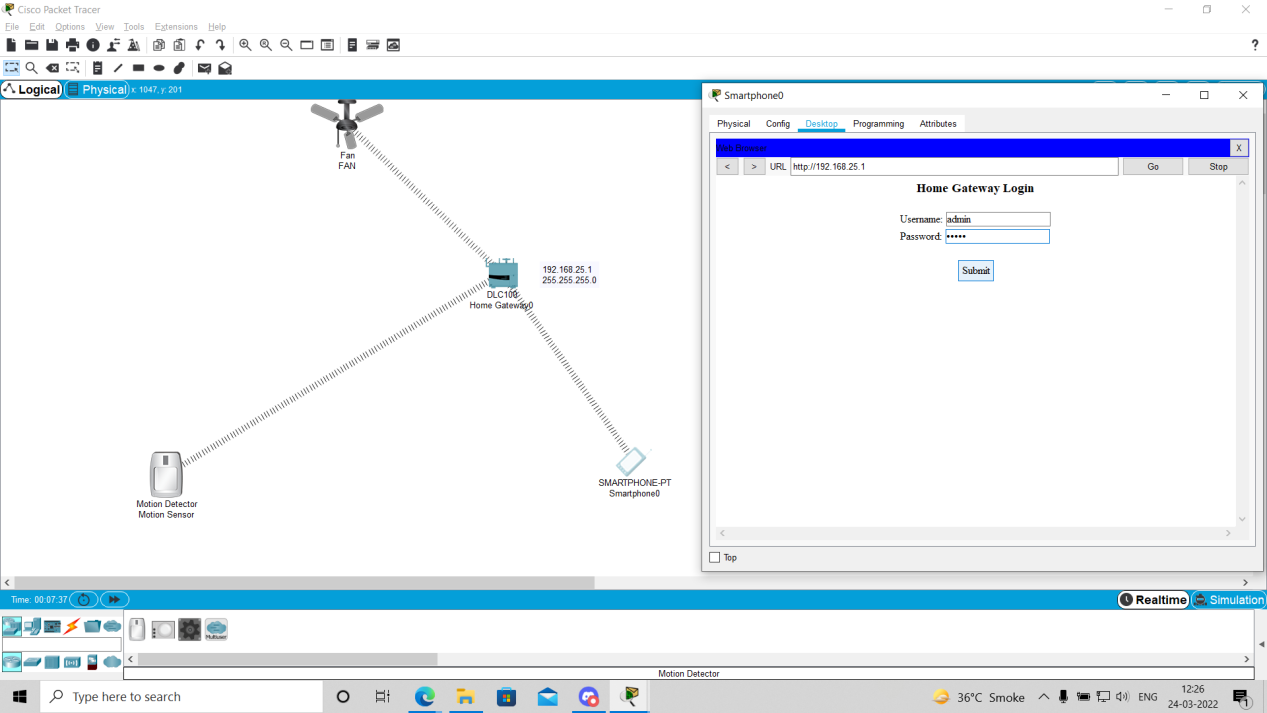 Cisco Packet Tracer
File Edit Options View Tools Extensions Help
?
Logical Physical x: 1047, y: 201
Fan
FAN
192.168.25.1
255.255.255.0
DLC100
Home Gateway0
SMARTPHONE-PT
Smartphone0
Motion Detector
Motion Sensor
Smartphone0
Physical Config Desktop Programming Attributes
Web Browser X
< > URL http://192.168.25.1 Go Stop
Home Gateway Login
Username: admin
Password: •••••
Submit
Top
Time: 00:07:37 Realtime Simulation
Multiuser
Motion Detector
Type here to search
36°C Smoke ENG 12:26
24-03-2022
1